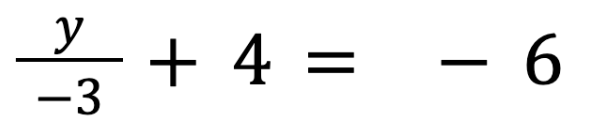 y/−3 + 4 = − 6